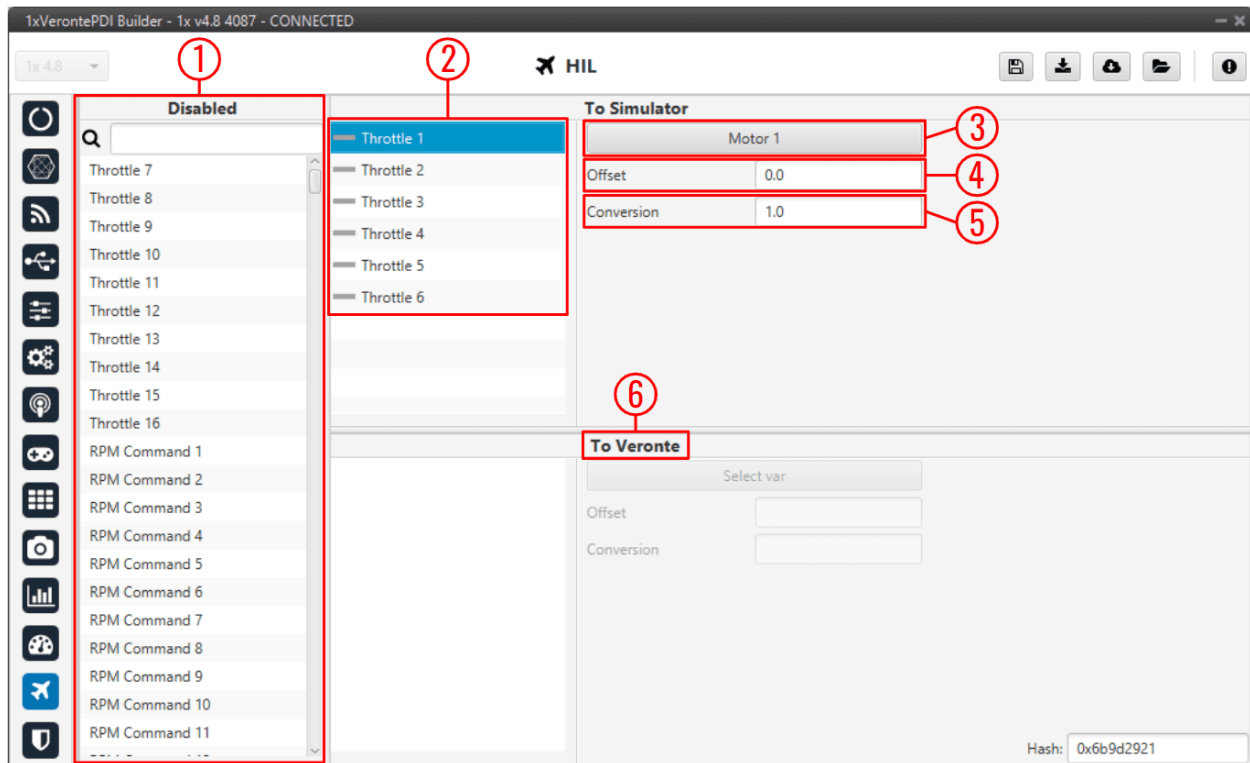 1xVerontePDI Builder - 1x v4.8 4087 - CONNECTED
1x 4.8
HIL
1
2
3
4
5
6
Disabled
Throttle 7
Throttle 8
Throttle 9
Throttle 10
Throttle 11
Throttle 12
Throttle 13
Throttle 14
Throttle 15
Throttle 16
RPM Command 1
RPM Command 2
RPM Command 3
RPM Command 4
RPM Command 5
RPM Command 6
RPM Command 7
RPM Command 8
RPM Command 9
RPM Command 10
RPM Command 11
Throttle 1
Throttle 2
Throttle 3
Throttle 4
Throttle 5
Throttle 6
To Simulator
Motor 1
Offset 0.0
Conversion 1.0
To Veronte
Select var
Offset
Conversion
Hash: 0x6b9d2921